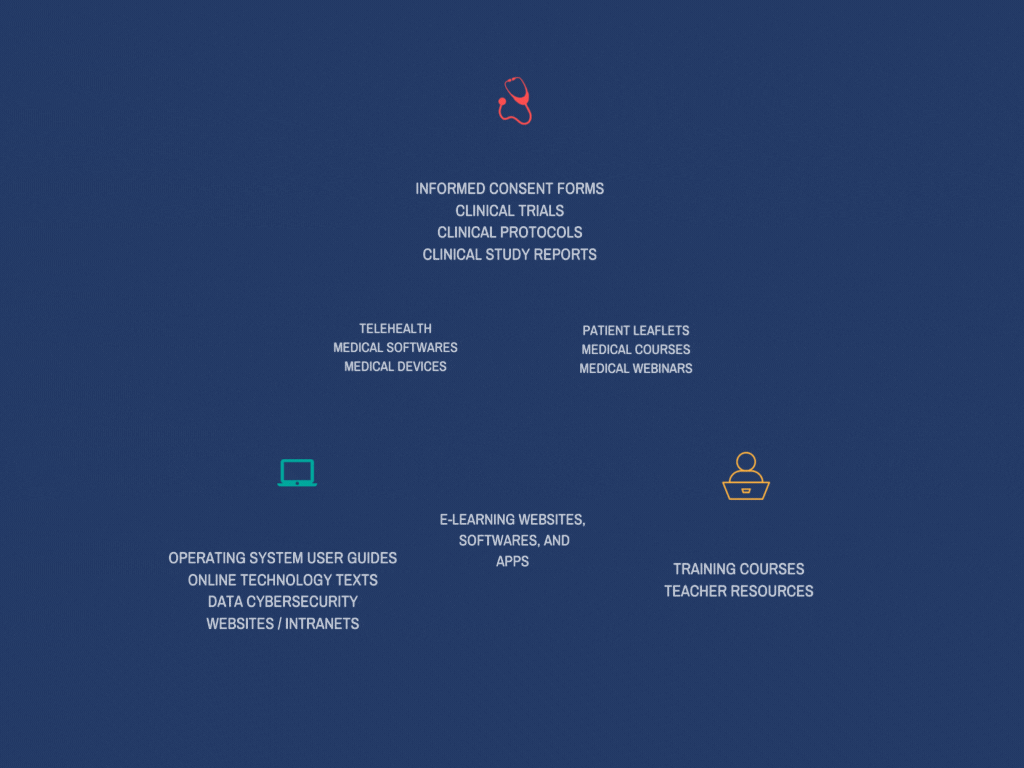 INFORMED CONSENT FORMS
CLINICAL TRIALS
CLINICAL PROTOCOLS
CLINICAL STUDY REPORTS
TELEHEALTH
MEDICAL SOFTWARES
MEDICAL DEVICES
PATIENT LEAFLETS
MEDICAL COURSES
MEDICAL WEBINARS
E-LEARNING WEBSITES,
SOFTWARES, AND
APPS
OPERATING SYSTEM USER GUIDES
ONLINE TECHNOLOGY TEXTS
DATA CYBERSECURITY
WEBSITES / INTRANETS
TRAINING COURSES
TEACHER RESOURCES